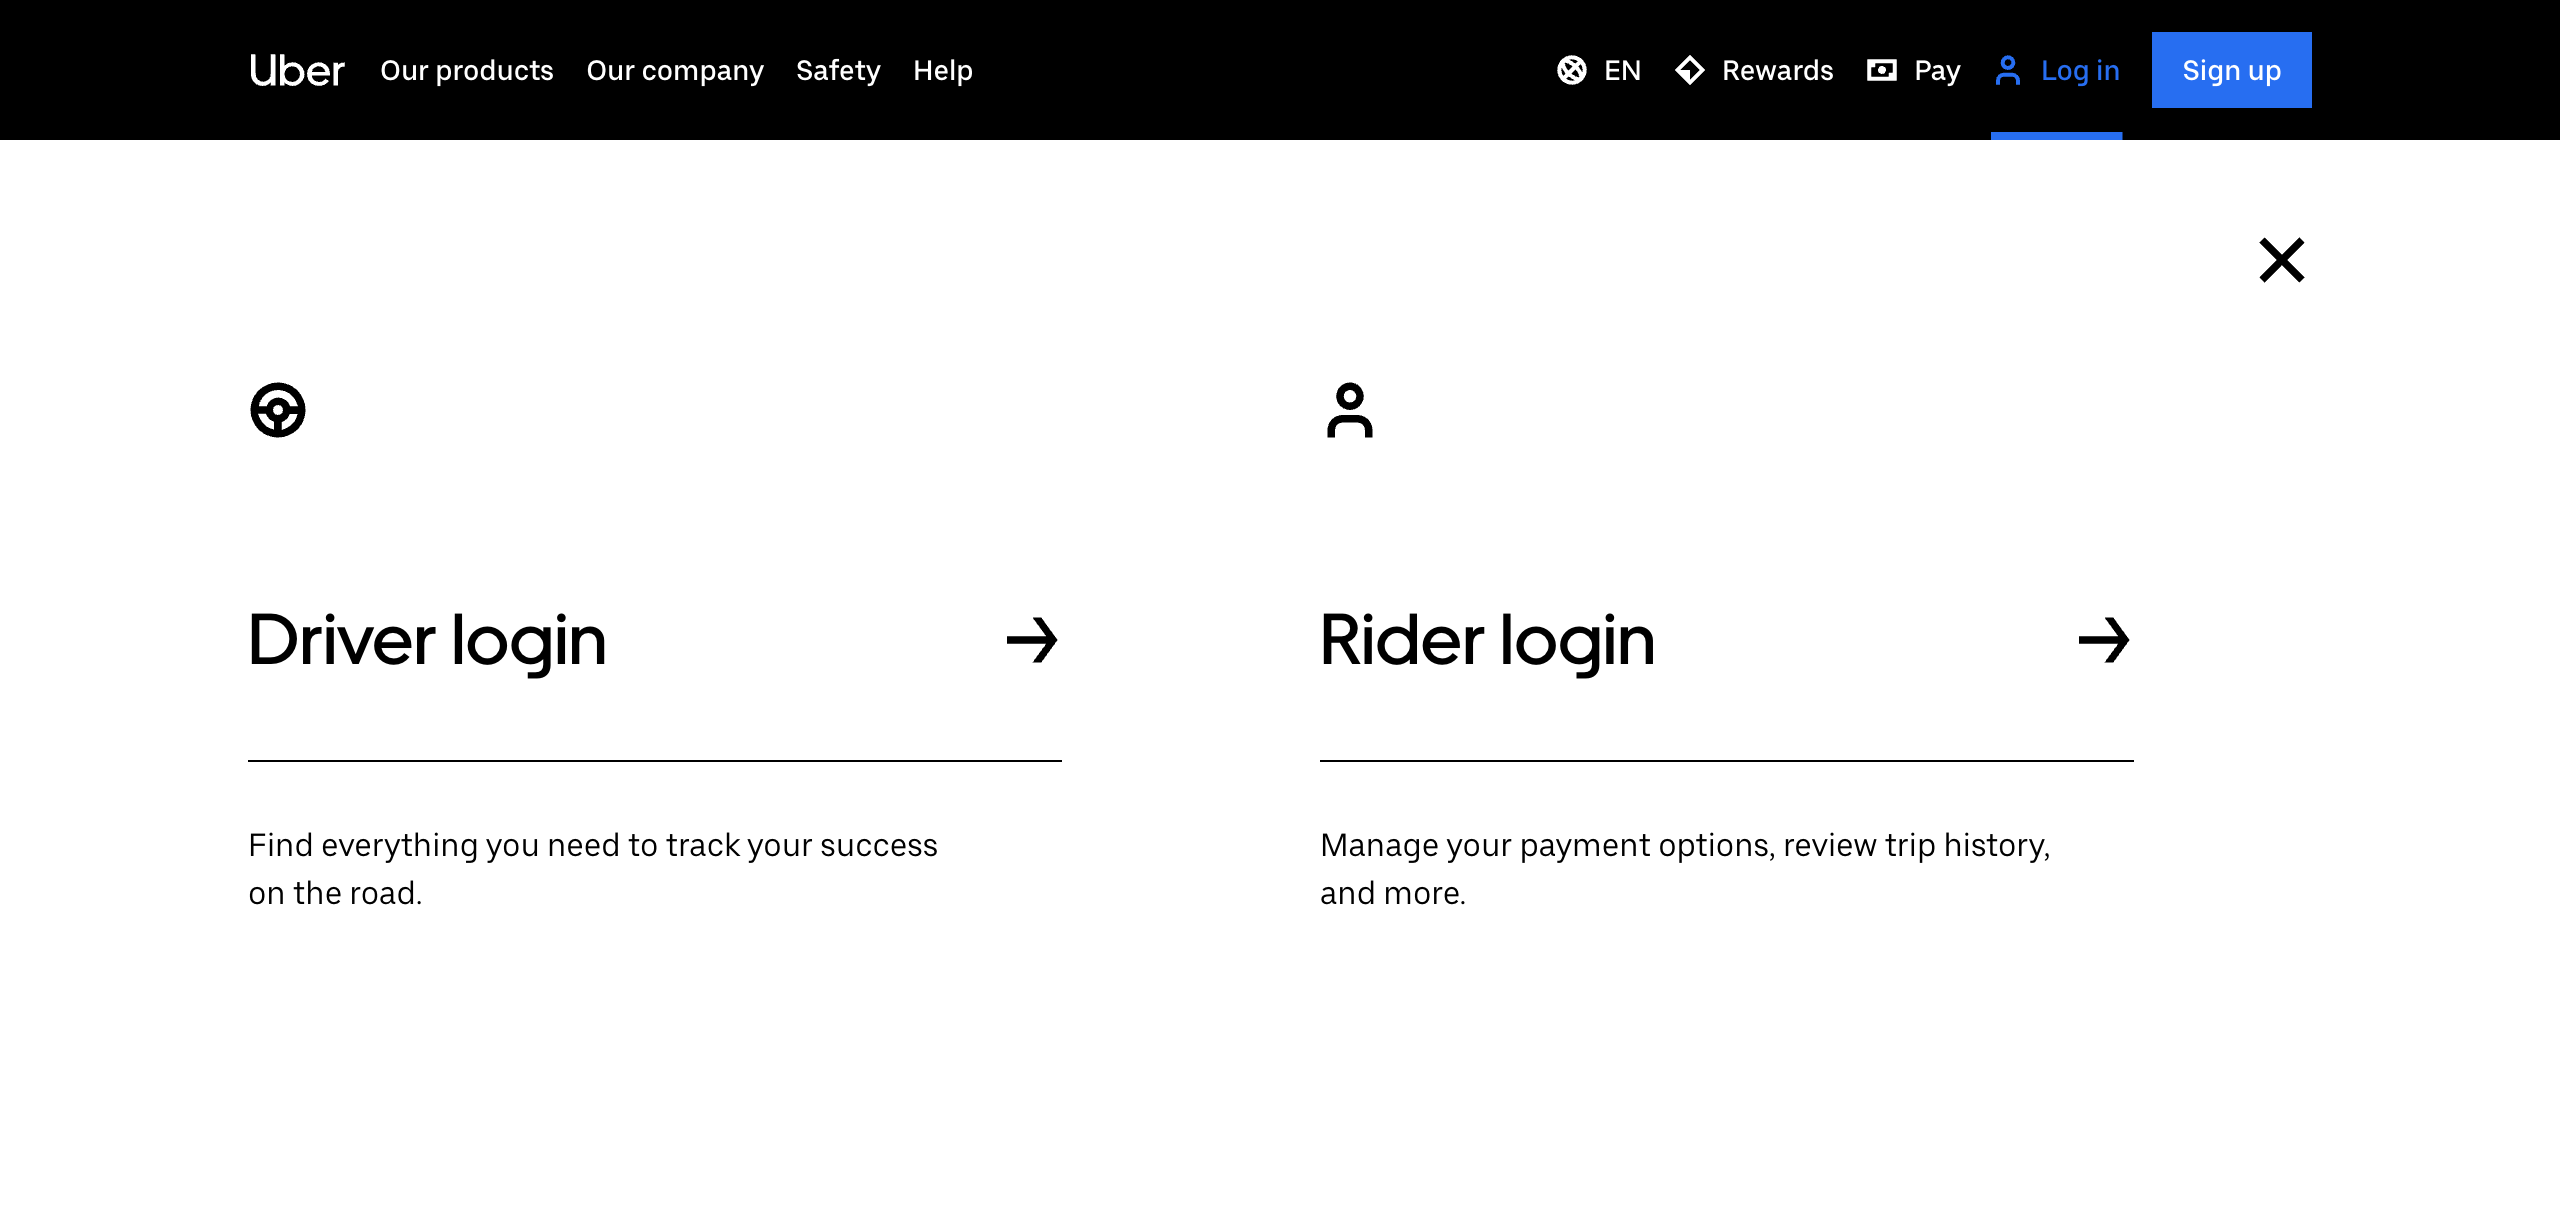 Uber Our products Our company Safety Help EN Rewards Pay Log in Sign up
Driver login
Find everything you need to track your success
on the road.
Rider login
Manage your payment options, review trip history,
and more.